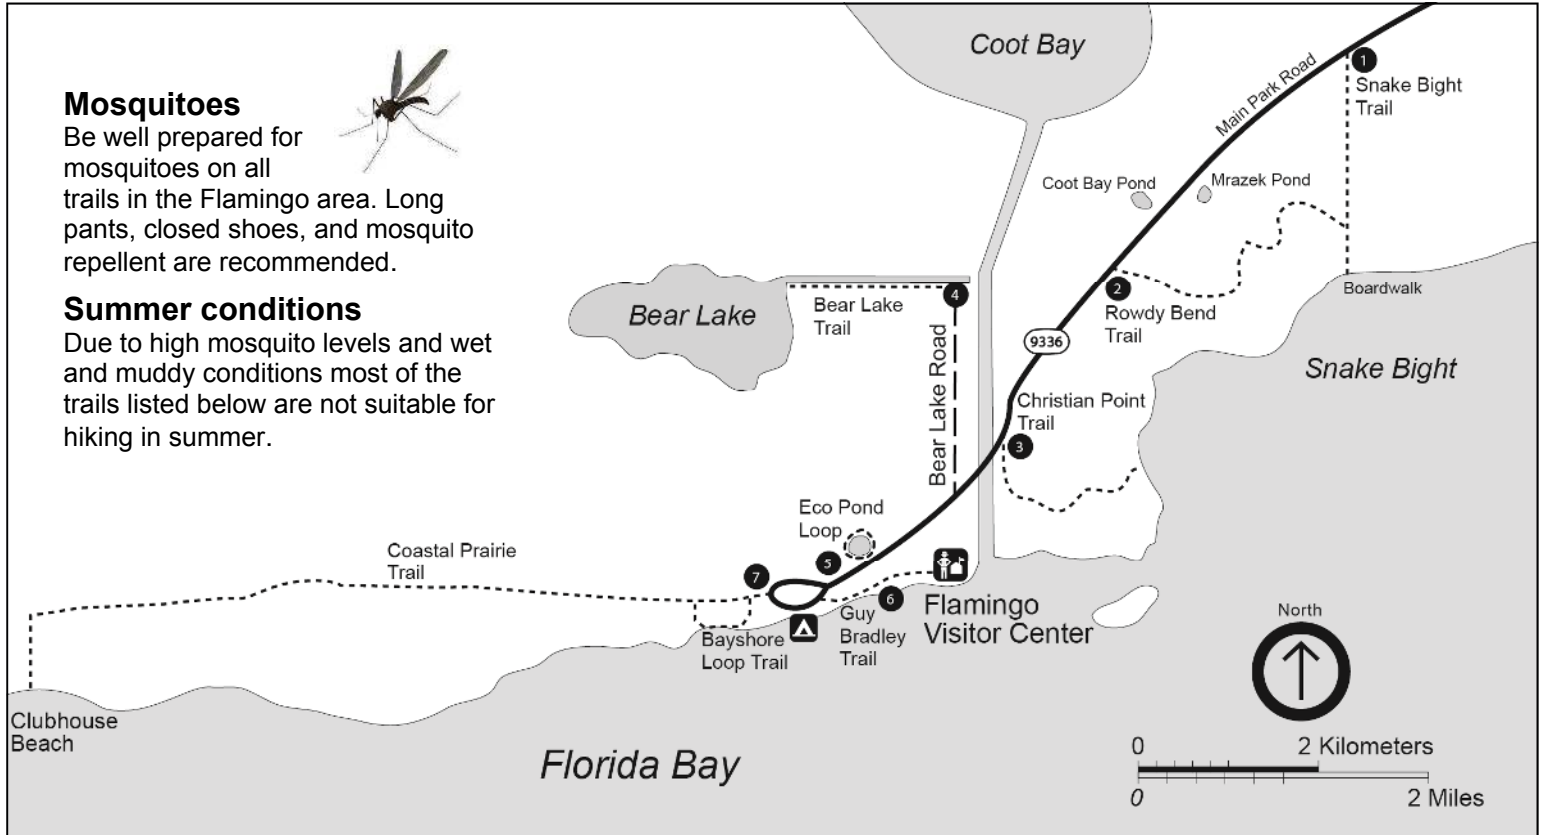 Mosquitoes
Be well prepared for
mosquitoes on all
trails in the Flamingo area. Long
pants, closed shoes, and mosquito
repellent are recommended.
Summer conditions
Due to high mosquito levels and wet
and muddy conditions most of the
trails listed below are not suitable for
hiking in summer.
Coot Bay
Main Park Road
1
Snake Bight
Trail
Coot Bay Pond
Mrazek Pond
Bear Lake
Bear Lake
Trail
4
Bear Lake Road
2
Rowdy Bend
Trail
Boardwalk
9336
Snake Bight
Christian Point
Trail
3
Eco Pond
Loop
5
Coastal Prairie
Trail
7
6
Guy
Bradley
Trail
Flamingo
Visitor Center
Bayshore
Loop Trail
North
Clubhouse
Beach
Florida Bay
0
2 Kilometers
0
2 Miles